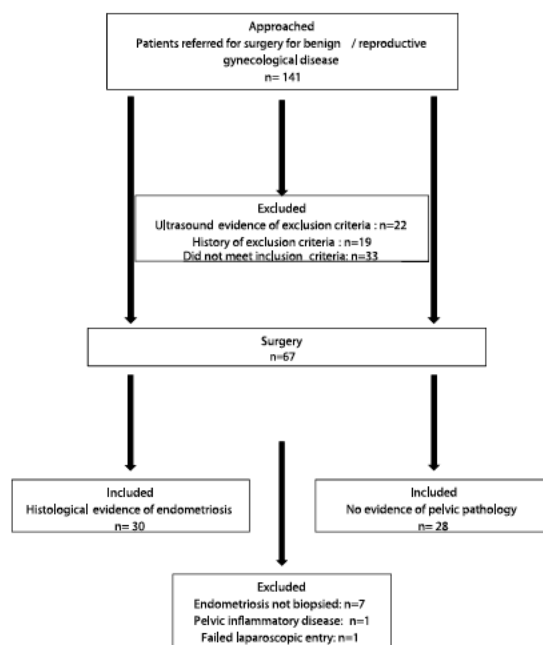 Approached
Patients referred for surgery for benign / reproductive
gynecological disease
n= 141
Excluded
Ultrasound evidence of exclusion criteria : n=22
History of exclusion criteria : n=19
Did not meet inclusion criteria: n=33
Surgery
n=67
Included
Histological evidence of endometriosis
n= 30
Included
No evidence of pelvic pathology
n= 28
Excluded
Endometriosis not biopsied: n=7
Pelvic inflammatory disease: n=1
Failed laparoscopic entry: n=1